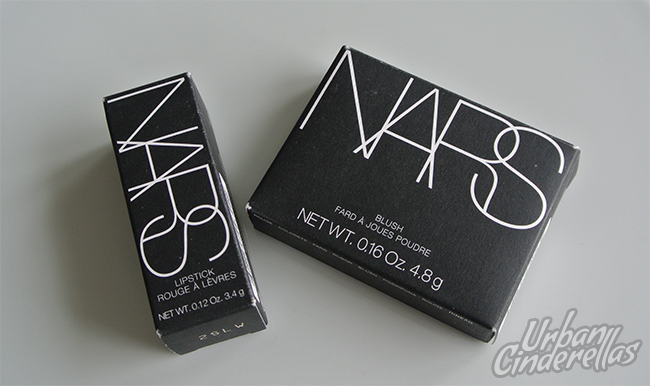 NARS
LIPSTICK
ROUGE À LÈVRES
NET WT. 0.12 Oz. 3.4 g
26LW
NARS
BLUSH
FARD À JOUES POUDRE
NET WT. 0.16 Oz. 4.8 g
Urban
Cinderellas